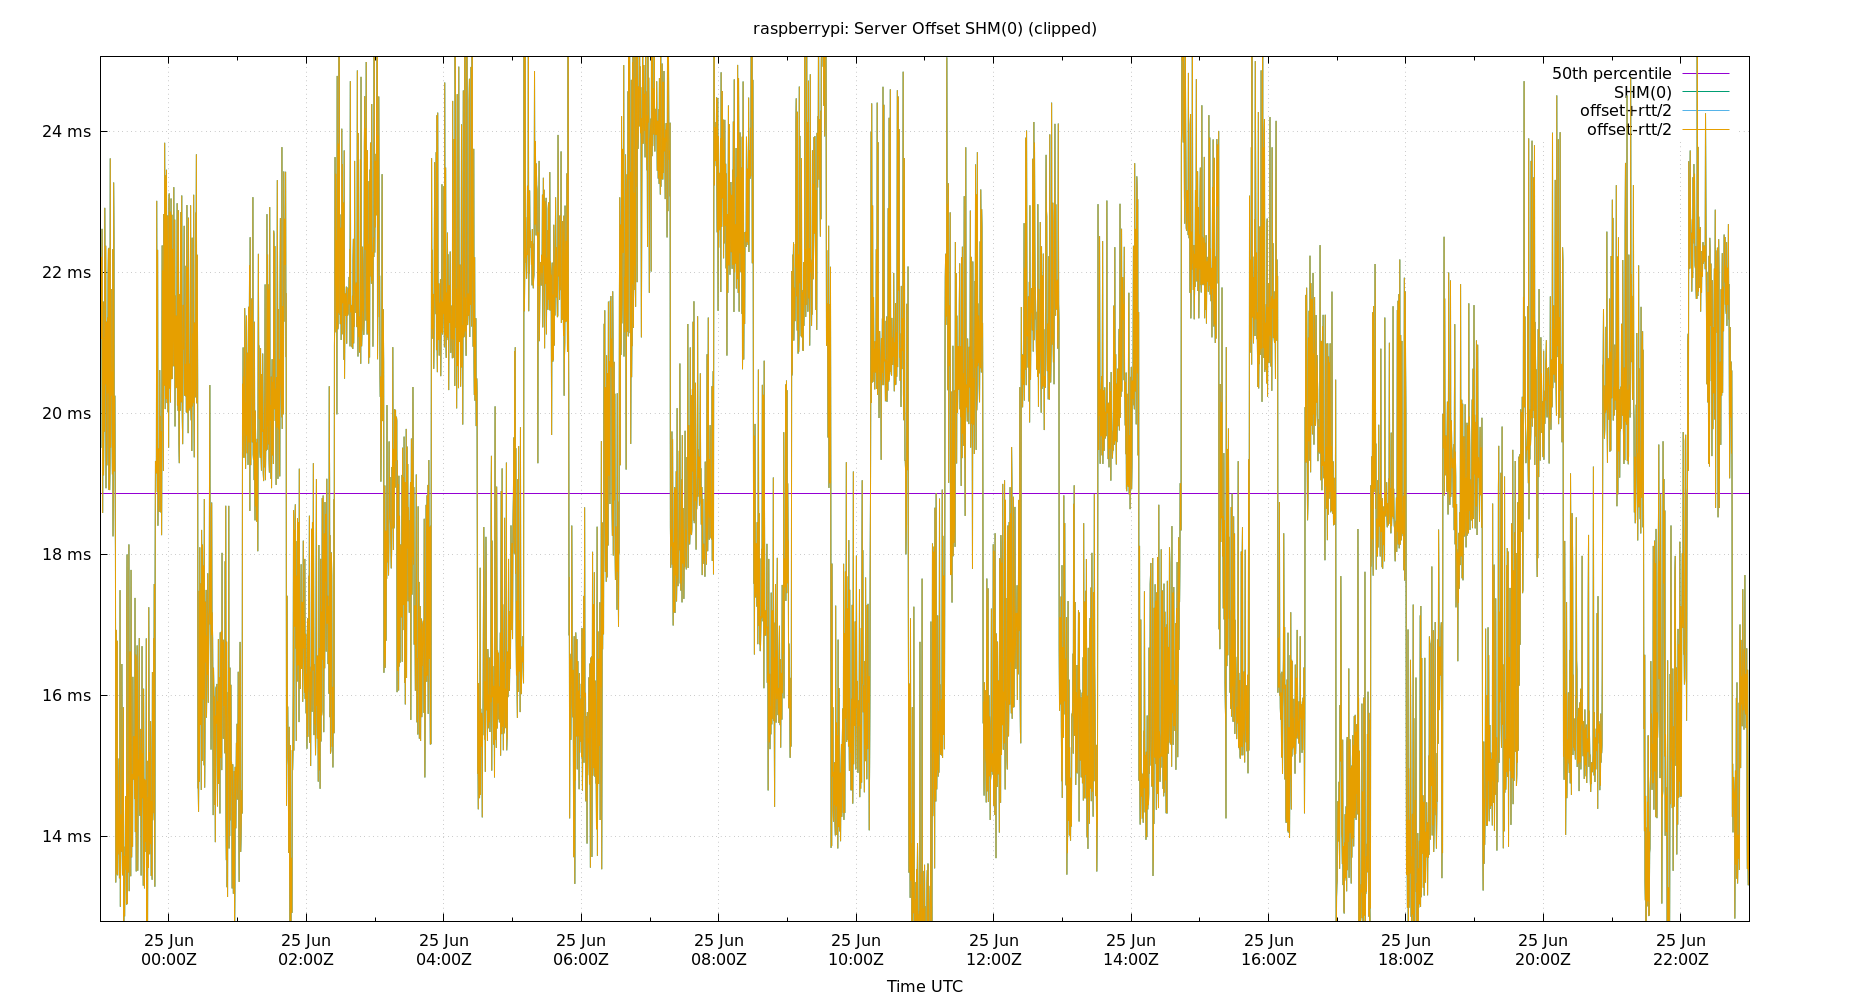 raspberrypi: Server Offset SHM(0) (clipped)
50th percentile
SHM(0)
offset+rtt/2
offset-rtt/2
24 ms
22 ms
20 ms
18 ms
16 ms
14 ms
25 Jun 25 Jun 25 Jun 25 Jun 25 Jun 25 Jun 25 Jun 25 Jun 25 Jun 25 Jun 25 Jun 25 Jun
00:00Z 02:00Z 04:00Z 06:00Z 08:00Z 10:00Z 12:00Z 14:00Z 16:00Z 18:00Z 20:00Z 22:00Z
Time UTC